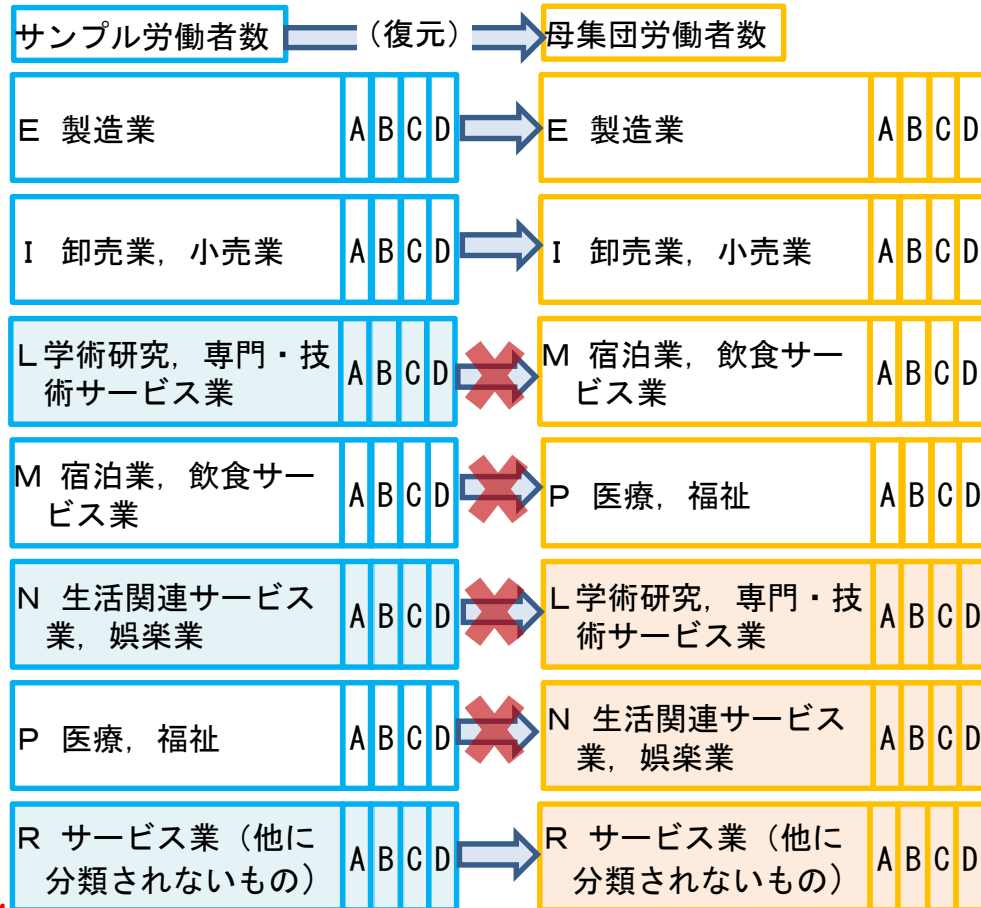 サンプル労働者数 （復元） 母集団労働者数
E 製造業 A B C D E 製造業 A B C D
I 卸売業，小売業 A B C D I 卸売業，小売業 A B C D
L学術研究，専門・技 M 宿泊業，飲食サー
術サービス業 A B C D ビス業 A B C D
M 宿泊業，飲食サー
ビス業 A B C D P 医療，福祉 A B C D
N 生活関連サービス L学術研究，専門・技
業，娯楽業 A B C D 術サービス業 A B C D
P 医療，福祉 A B C D N 生活関連サービス
業，娯楽業 A B C D
R サービス業（他に R サービス業（他に
分類されないもの） A B C D 分類されないもの） A B C D